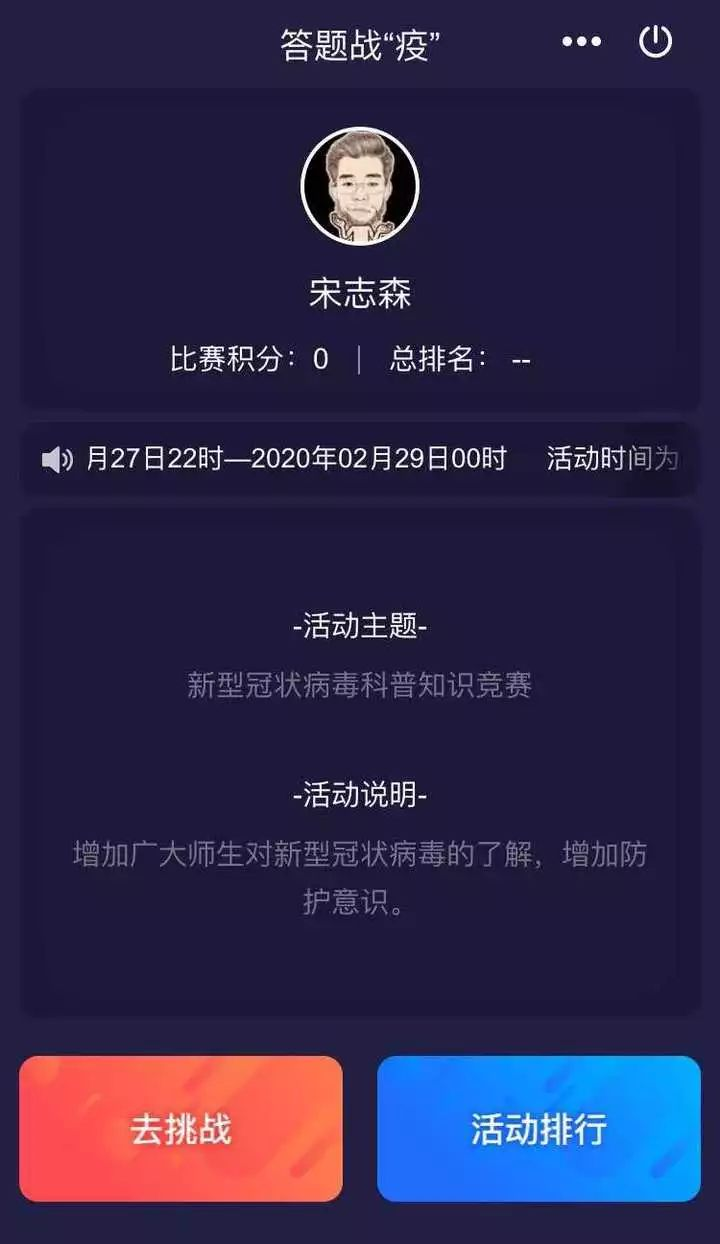 答题战“疫”
宋志森
比赛积分：0 | 总排名： --
月27日22时—2020年02月29日00时 活动时间为
-活动主题-
新型冠状病毒科普知识竞赛
-活动说明-
增加广大师生对新型冠状病毒的了解，增加防
护意识。
去挑战
活动排行